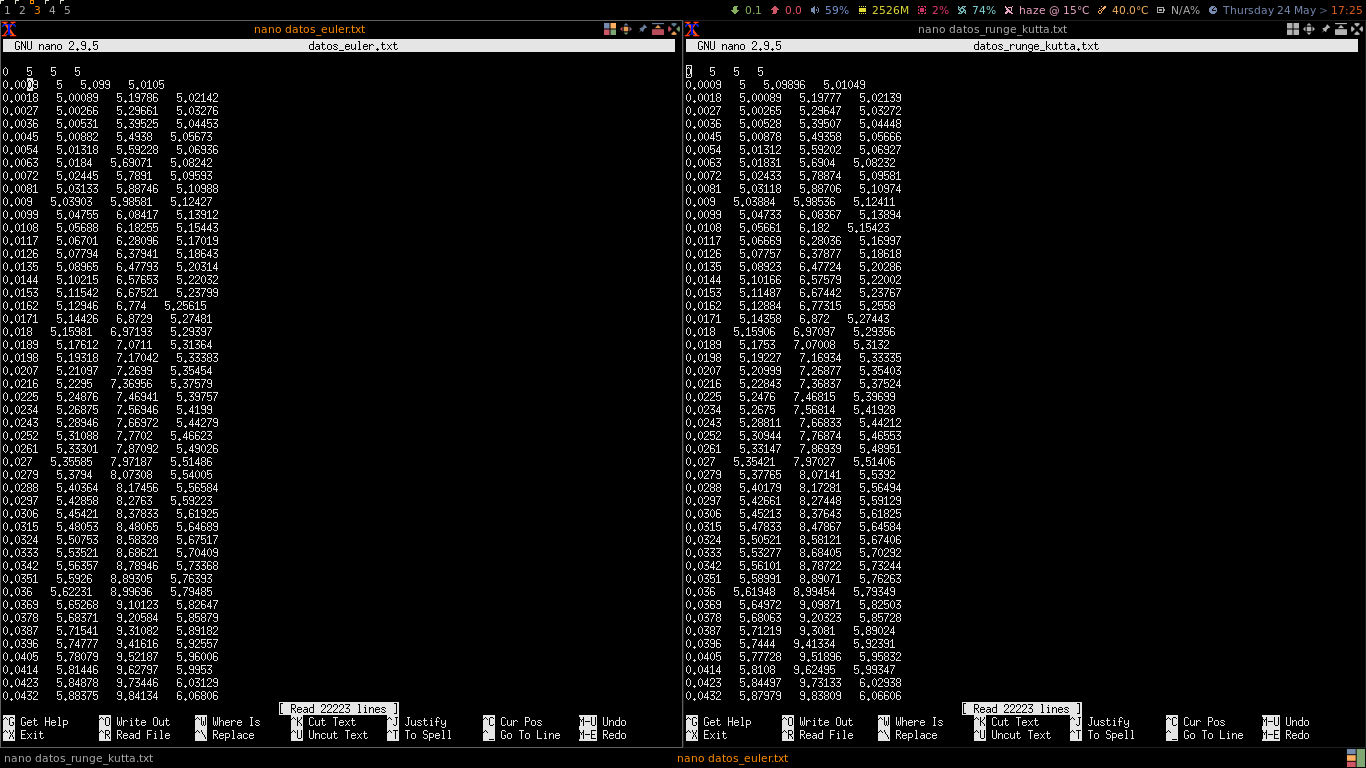 1 2 3 4 5 0.1 0.0 59% 2526M 2% 74% haze @ 15°C 40.0°C N/A% Thursday 24 May > 17:25
nano datos_euler.txt
GNU nano 2.9.5 datos_euler.txt
0 5 5 5
0.0009 5 5.099 5.0105
0.0018 5.00089 5.19786 5.02142
0.0027 5.00266 5.29661 5.03276
0.0036 5.00531 5.39525 5.04453
0.0045 5.00882 5.4938 5.05673
0.0054 5.01318 5.59228 5.06936
0.0063 5.0184 5.69071 5.08242
0.0072 5.02445 5.7891 5.09593
0.0081 5.03133 5.88746 5.10988
0.009 5.03903 5.98581 5.12427
0.0099 5.04755 6.08417 5.13912
0.0108 5.05688 6.18255 5.15443
0.0117 5.06701 6.28096 5.17019
0.0126 5.07794 6.37941 5.18643
0.0135 5.08965 6.47793 5.20314
0.0144 5.10215 6.57653 5.22032
0.0153 5.11542 6.67521 5.23799
0.0162 5.12946 6.774 5.25615
0.0171 5.14426 6.8729 5.27481
0.018 5.15981 6.97193 5.29397
0.0189 5.17612 7.0711 5.31364
0.0198 5.19318 7.17042 5.33383
0.0207 5.21097 7.2699 5.35454
0.0216 5.2295 7.36956 5.37579
0.0225 5.24876 7.46941 5.39757
0.0234 5.26875 7.56946 5.4199
0.0243 5.28946 7.66972 5.44279
0.0252 5.31088 7.7702 5.46623
0.0261 5.33301 7.87092 5.49026
0.027 5.35585 7.97187 5.51486
0.0279 5.3794 8.07308 5.54005
0.0288 5.40364 8.17456 5.56584
0.0297 5.42858 8.2763 5.59223
0.0306 5.45421 8.37833 5.61925
0.0315 5.48053 8.48065 5.64689
0.0324 5.50753 8.58328 5.67517
0.0333 5.53521 8.68621 5.70409
0.0342 5.56357 8.78946 5.73368
0.0351 5.5926 8.89305 5.76393
0.036 5.62231 8.99696 5.79485
0.0369 5.65268 9.10123 5.82647
0.0378 5.68371 9.20584 5.85879
0.0387 5.71541 9.31082 5.89182
0.0396 5.74777 9.41616 5.92557
0.0405 5.78079 9.52187 5.96006
0.0414 5.81446 9.62797 5.9953
0.0423 5.84878 9.73446 6.03129
0.0432 5.88375 9.84134 6.06806
[ Read 22223 lines ]
^G Get Help ^O Write Out ^W Where Is ^K Cut Text ^J Justify ^C Cur Pos M-U Undo
^X Exit ^R Read File ^\ Replace ^U Uncut Text ^T To Spell ^_ Go To Line M-E Redo
nano datos_runge_kutta.txt
GNU nano 2.9.5 datos_runge_kutta.txt
0 5 5 5
0.0009 5 5.09896 5.01049
0.0018 5.00089 5.19777 5.02139
0.0027 5.00265 5.29647 5.03272
0.0036 5.00528 5.39507 5.04448
0.0045 5.00878 5.49358 5.05666
0.0054 5.01312 5.59202 5.06927
0.0063 5.01831 5.6904 5.08232
0.0072 5.02433 5.78874 5.09581
0.0081 5.03118 5.88706 5.10974
0.009 5.03884 5.98536 5.12411
0.0099 5.04733 6.08367 5.13894
0.0108 5.05661 6.182 5.15423
0.0117 5.06669 6.28036 5.16997
0.0126 5.07757 6.37877 5.18618
0.0135 5.08923 6.47724 5.20286
0.0144 5.10166 6.57579 5.22002
0.0153 5.11487 6.67442 5.23767
0.0162 5.12884 6.77315 5.2558
0.0171 5.14358 6.872 5.27443
0.018 5.15906 6.97097 5.29356
0.0189 5.1753 7.07008 5.3132
0.0198 5.19227 7.16934 5.33335
0.0207 5.20999 7.26877 5.35403
0.0216 5.22843 7.36837 5.37524
0.0225 5.2476 7.46815 5.39699
0.0234 5.2675 7.56814 5.41928
0.0243 5.28811 7.66833 5.44212
0.0252 5.30944 7.76874 5.46553
0.0261 5.33147 7.86939 5.48951
0.027 5.35421 7.97027 5.51406
0.0279 5.37765 8.07141 5.5392
0.0288 5.40179 8.17281 5.56494
0.0297 5.42661 8.27448 5.59129
0.0306 5.45213 8.37643 5.61825
0.0315 5.47833 8.47867 5.64584
0.0324 5.50521 8.58121 5.67406
0.0333 5.53277 8.68405 5.70292
0.0342 5.56101 8.78722 5.73244
0.0351 5.58991 8.89071 5.76263
0.036 5.61948 8.99454 5.79349
0.0369 5.64972 9.09871 5.82503
0.0378 5.68063 9.20323 5.85728
0.0387 5.71219 9.3081 5.89024
0.0396 5.7444 9.41334 5.92391
0.0405 5.77728 9.51896 5.95832
0.0414 5.8108 9.62495 5.99347
0.0423 5.84497 9.73133 6.02938
0.0432 5.87979 9.83809 6.06606
[ Read 22223 lines ]
^G Get Help ^O Write Out ^W Where Is ^K Cut Text ^J Justify ^C Cur Pos M-U Undo
^X Exit ^R Read File ^\ Replace ^U Uncut Text ^T To Spell ^_ Go To Line M-E Redo
nano datos_runge_kutta.txt nano datos_euler.txt